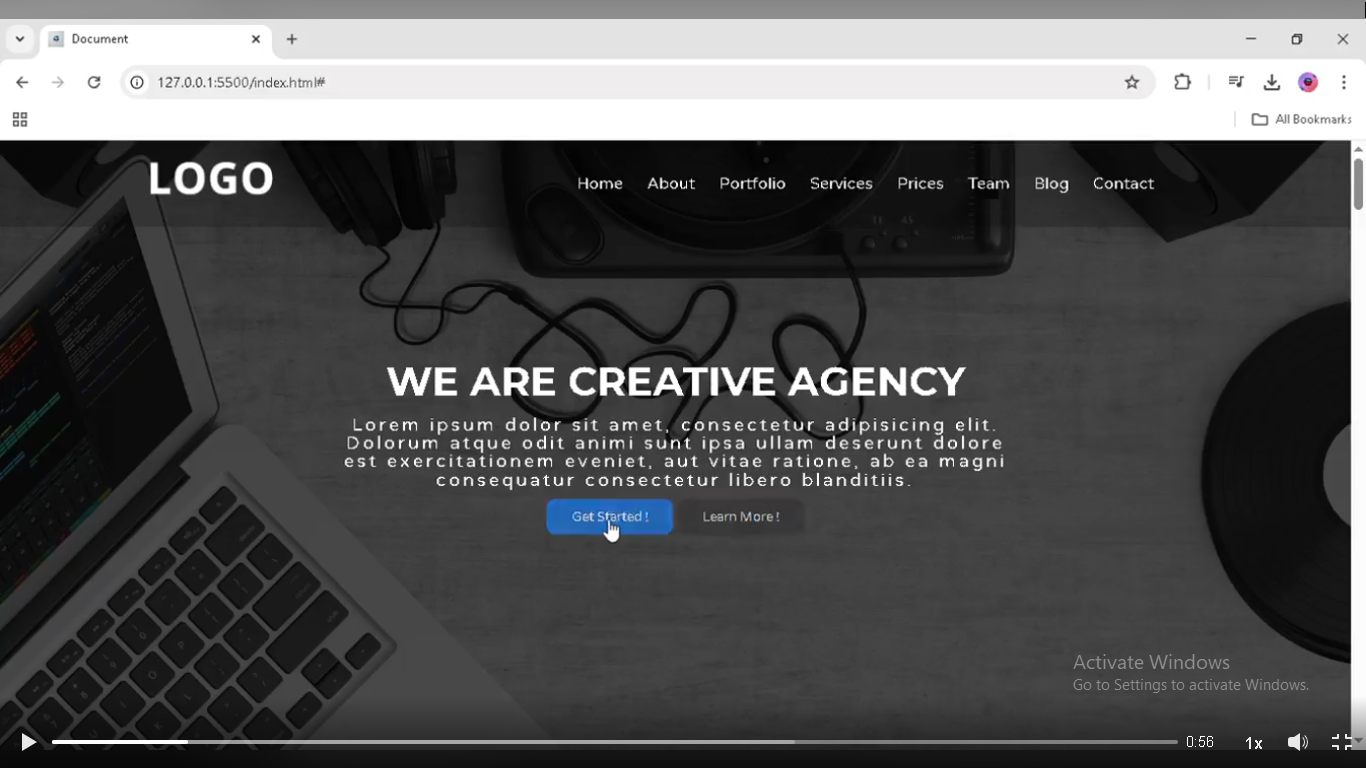 Document
127.0.0.1:5500/index.html#
All Bookmarks
LOGO
Home About Portfolio Services Prices Team Blog Contact
WE ARE CREATIVE AGENCY
Lorem ipsum dolor sit amet, consectetur adipisicing elit.
Dolorum atque odit animi sunt ipsa ullam deserunt dolore
est exercitationem eveniet, aut vitae ratione, ab ea magni
consequatur consectetur libero blanditiis.
Get Started ! Learn More !
Activate Windows
Go to Settings to activate Windows.
0:56 1x